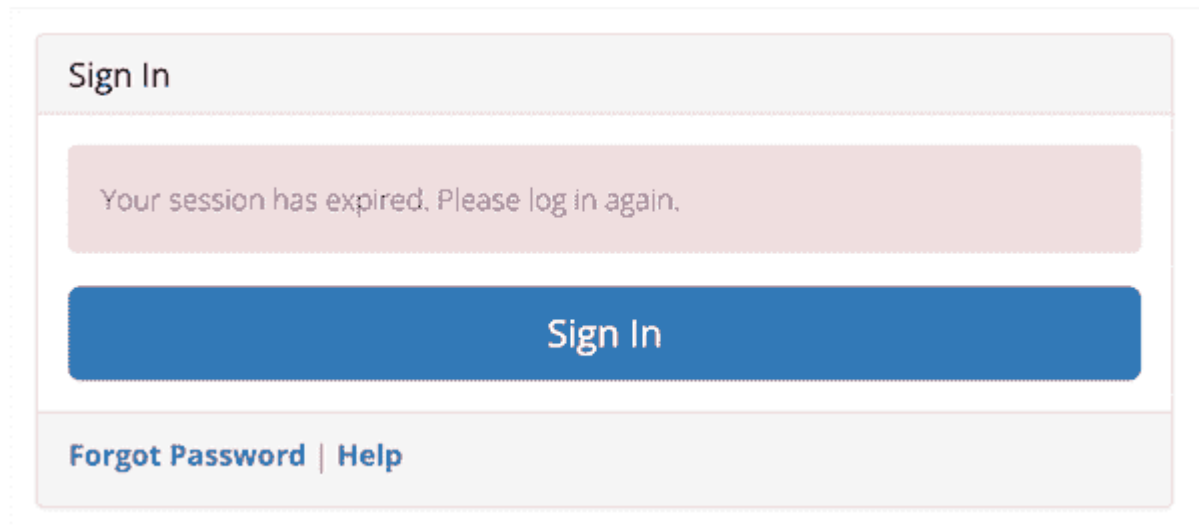 Sign In
Your session has expired. Please log in again.
Sign In
Forgot Password | Help